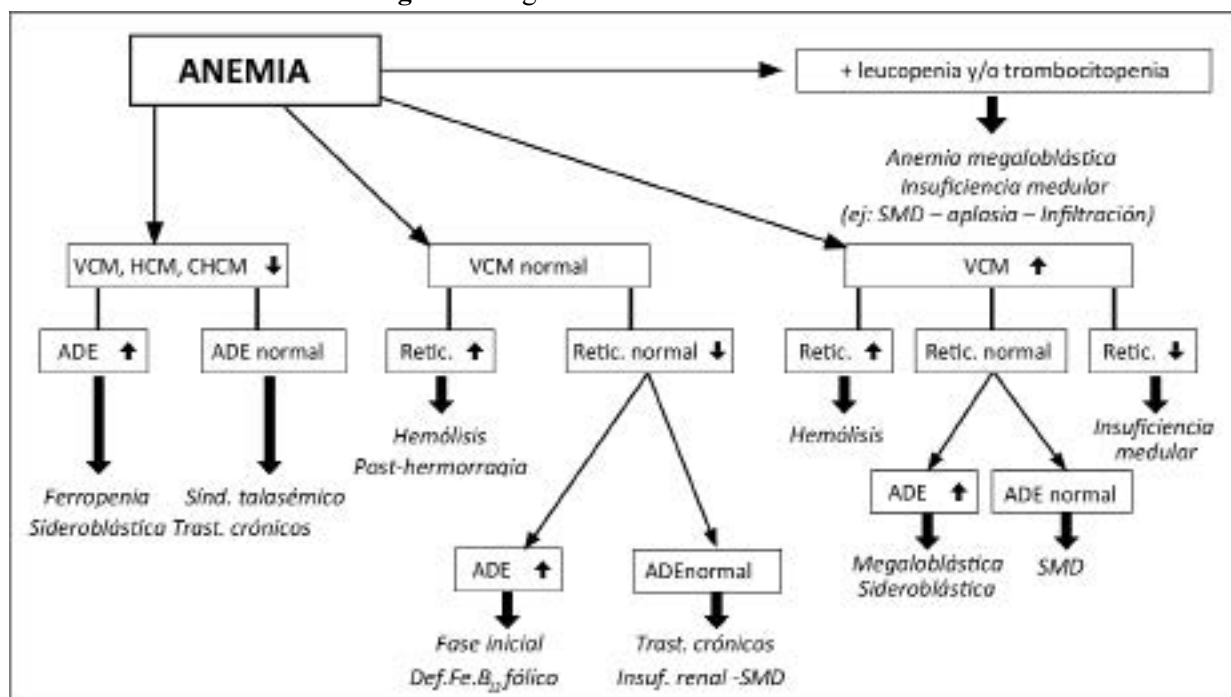 ANEMIA
+ leucopenia y/o trombocitopenia
Anemia megaloblástica
Insuficiencia medular
(ej: SMD – aplasia – Infiltración)
VCM, HCM, CHCM ↓
VCM normal
VCM ↑
ADE ↑
ADE normal
Retic. ↑
Retic. normal ↓
Retic. ↑
Retic. normal
Retic. ↓
Hemólisis
Post-hermorragia
Hemólisis
Insuficiencia
medular
Ferropenia
Sideroblástica
Sínd. talasémico
Trast. crónicos
ADE ↑
ADE normal
Megaloblástica
Sideroblástica
SMD
ADE ↑
ADEnormal
Fase inicial
Def.Fe.B12 fólico
Trast. crónicos
Insuf. renal -SMD